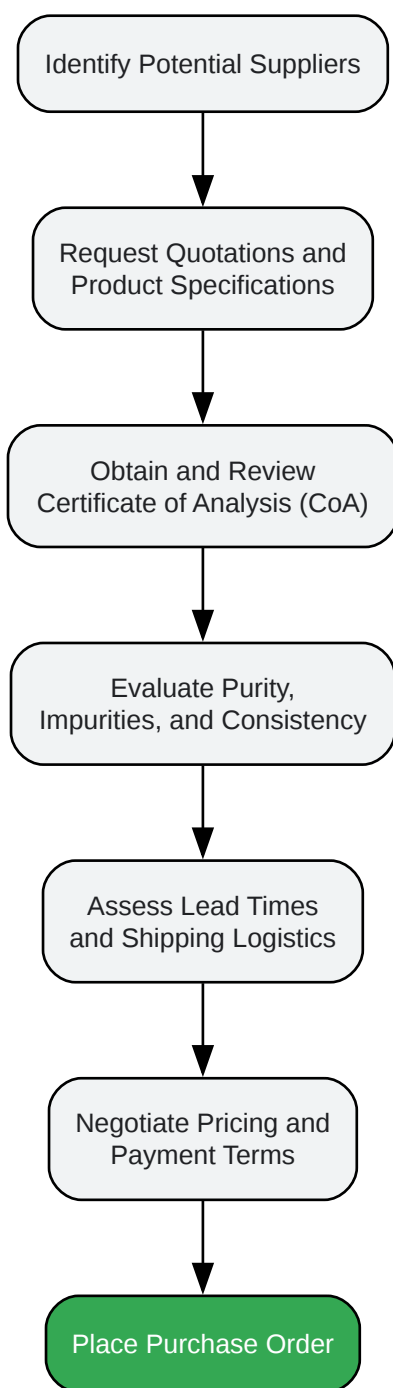 Identify Potential Suppliers
Request Quotations and
Product Specifications
Obtain and Review
Certificate of Analysis (CoA)
Evaluate Purity,
Impurities, and Consistency
Assess Lead Times
and Shipping Logistics
Negotiate Pricing and
Payment Terms
Place Purchase Order